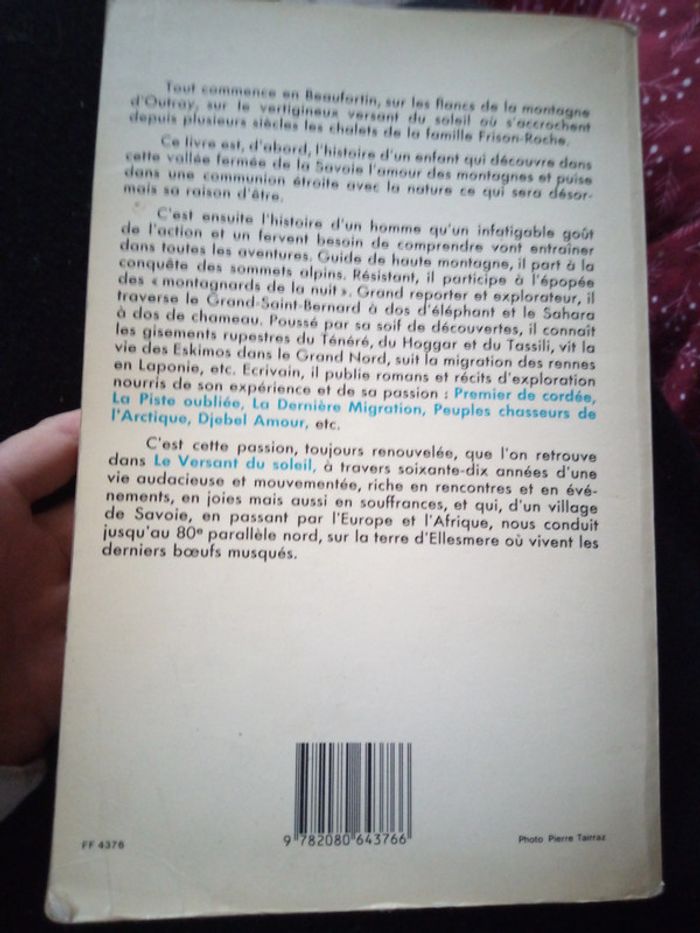 Tout commence en Beaufortin, sur les flancs de la montagne
d'Outray, sur le vertigineux versant du soleil où s'accrochent
depuis plusieurs siècles les chalets de la famille Frison-Roche.
Ce livre est, d'abord, l'histoire d'un enfant qui découvre dans
cette vallée fermée de la Savoie l'amour des montagnes et puise
dans une communion étroite avec la nature ce qui sera désor-
mais sa raison d'être.
C'est ensuite l'histoire d'un homme qu'un infatigable goût
de l'action et un fervent besoin de comprendre vont entraîner
dans toutes les aventures. Guide de haute montagne, il part à la
conquête des sommets alpins. Résistant, il participe à l'épopée
des « montagnards de la nuit ». Grand reporter et explorateur, il
traverse le Grand-Saint-Bernard à dos d'éléphant et le Sahara
à dos de chameau. Poussé par sa soif de découvertes, il connaît
les gisements rupestres du Ténéré, du Hoggar et du Tassili, vit la
vie des Eskimos dans le Grand Nord, suit la migration des rennes
en Laponie, etc. Ecrivain, il publie romans et récits d'exploration
nourris de son expérience et de sa passion : Premier de cordée,
La Piste oubliée, La Dernière Migration, Peuples chasseurs de
l'Arctique, Djebel Amour, etc.
C'est cette passion, toujours renouvelée, que l'on retrouve
dans Le Versant du soleil, à travers soixante-dix années d'une
vie audacieuse et mouvementée, riche en rencontres et en évé-
nements, en joies mais aussi en souffrances, et qui, d'un village
de Savoie, en passant par l'Europe et l'Afrique, nous conduit
jusqu'au 80e parallèle nord, sur la terre d'Ellesmere où vivent les
derniers bœufs musqués.
9 782080 643766
FF 4376
Photo Pierre Tairraz